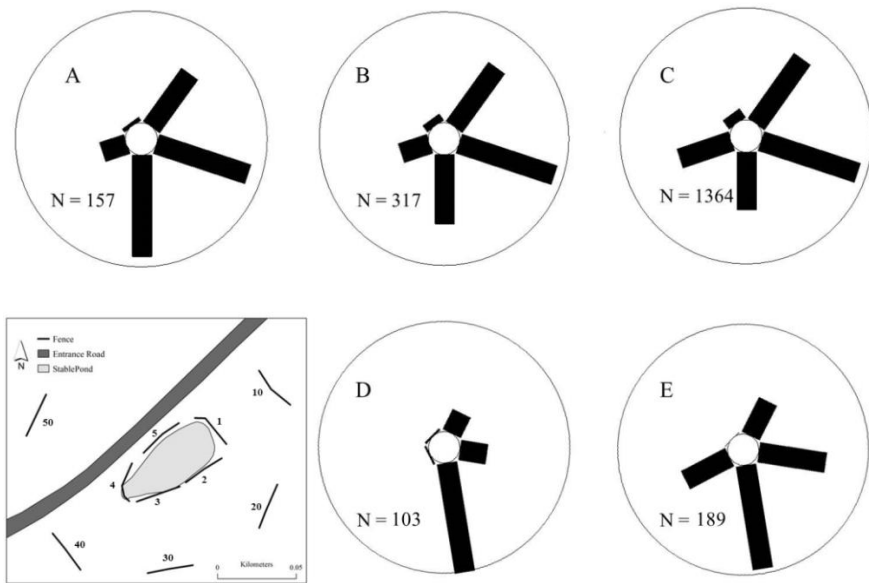 A
N = 157
B
N = 317
C
N = 1364
Fence
Entrance Road
StablePond
N
50
10
1
5
2
4
3
20
40
30
Kilometers
0
0.05
D
N = 103
E
N = 189